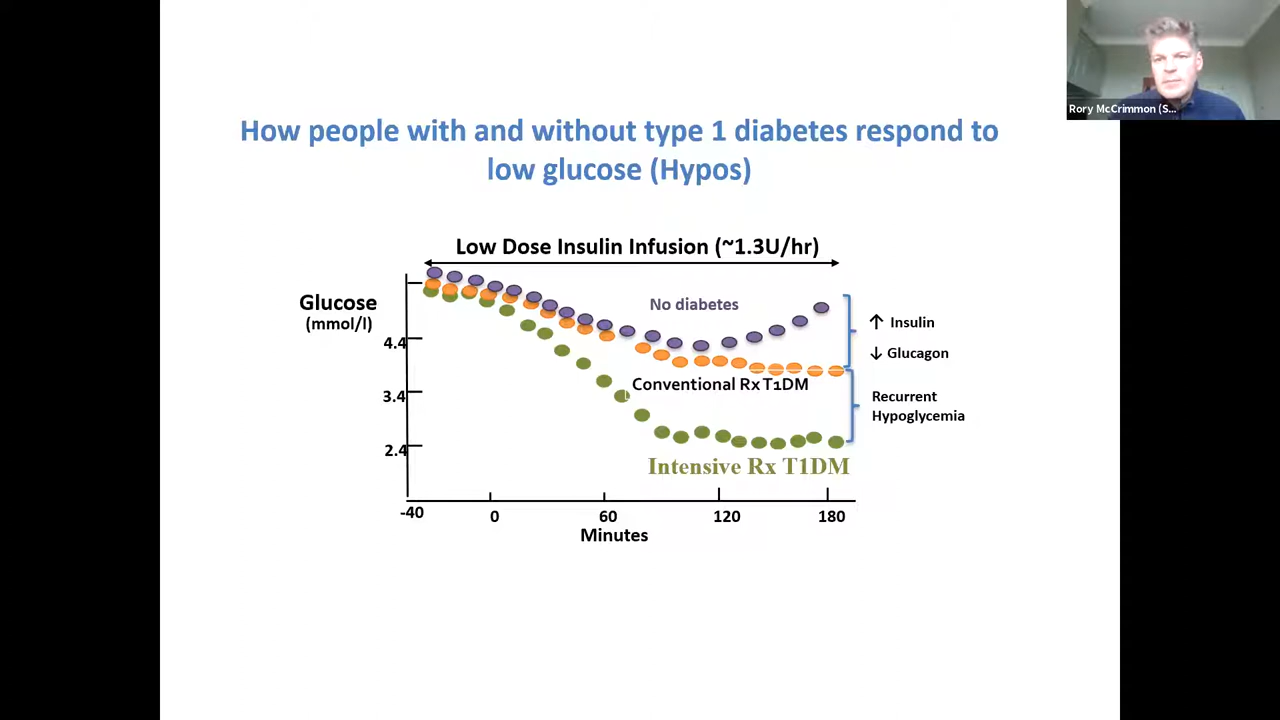 Rory McCrimmon (S...
How people with and without type 1 diabetes respond to
low glucose (Hypos)
Low Dose Insulin Infusion (~1.3U/hr)
Glucose
(mmol/l)
No diabetes
↑ Insulin
4.4
↓ Glucagon
Conventional Rx T1DM
3.4
Recurrent
Hypoglycemia
2.4
Intensive Rx T1DM
-40 0 60 120 180
Minutes